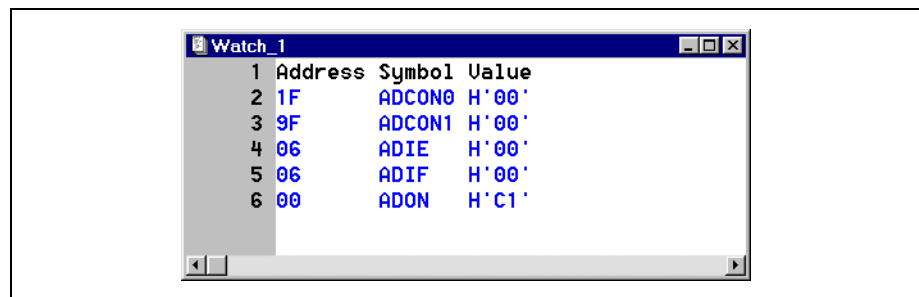 Watch_1
1 Address Symbol Value
2 1F ADCON0 H'00'
3 9F ADCON1 H'00'
4 06 ADIE H'00'
5 06 ADIF H'00'
6 00 ADON H'C1'